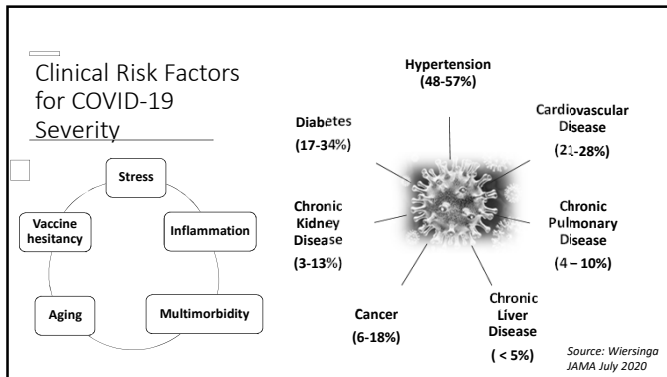 Clinical Risk Factors
for COVID-19
Severity
Stress
Vaccine
hesitancy
Inflammation
Aging
Multimorbidity
Hypertension
(48-57%)
Diabetes
(17-34%)
Cardiovascular
Disease
(21-28%)
Chronic
Kidney
Disease
(3-13%)
Chronic
Pulmonary
Disease
(4 – 10%)
Cancer
(6-18%)
Chronic
Liver
Disease
( < 5%)
Source: Wiersinga
JAMA July 2020